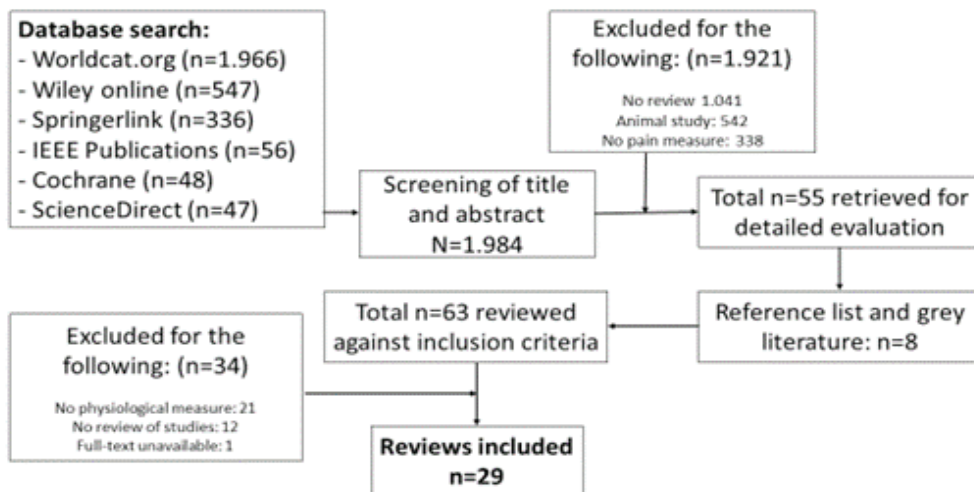 Database search:
- Worldcat.org (n=1.966)
- Wiley online (n=547)
- Springerlink (n=336)
- IEEE Publications (n=56)
- Cochrane (n=48)
- ScienceDirect (n=47)
Excluded for the
following: (n=1.921)
No review 1.041
Animal study: 542
No pain measure: 338
Screening of title
and abstract
N=1.984
Total n=55 retrieved for
detailed evaluation
Reference list and grey
literature: n=8
Total n=63 reviewed
against inclusion criteria
Excluded for the
following: (n=34)
No physiological measure: 21
No review of studies: 12
Full-text unavailable: 1
Reviews included
n=29